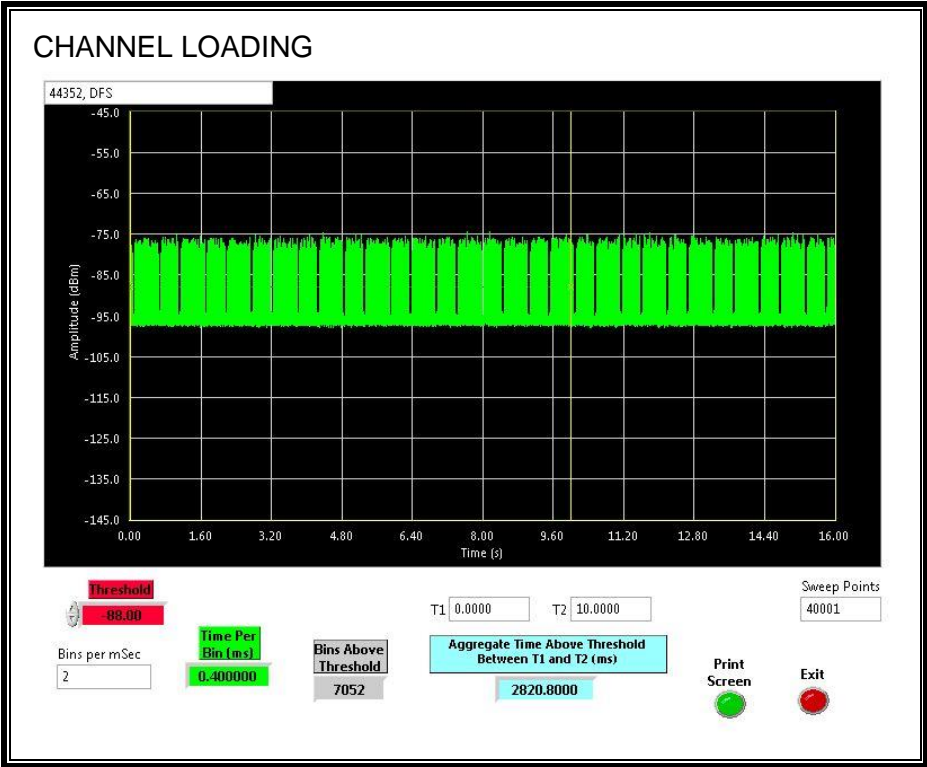 CHANNEL LOADING
44352, DFS
-45.0
-55.0
-65.0
-75.0
-85.0
-95.0
-105.0
-115.0
-125.0
-135.0
-145.0
Amplitude (dBm)
0.00 1.60 3.20 4.80 6.40 8.00 9.60 11.20 12.80 14.40 16.00
Time (s)
Threshold
-88.00
Bins per mSec
2
Time Per
Bin (ms)
0.400000
Bins Above
Threshold
7052
T1 0.0000 T2 10.0000
Aggregate Time Above Threshold
Between T1 and T2 (ms)
2820.8000
Sweep Points
40001
Print
Screen
Exit